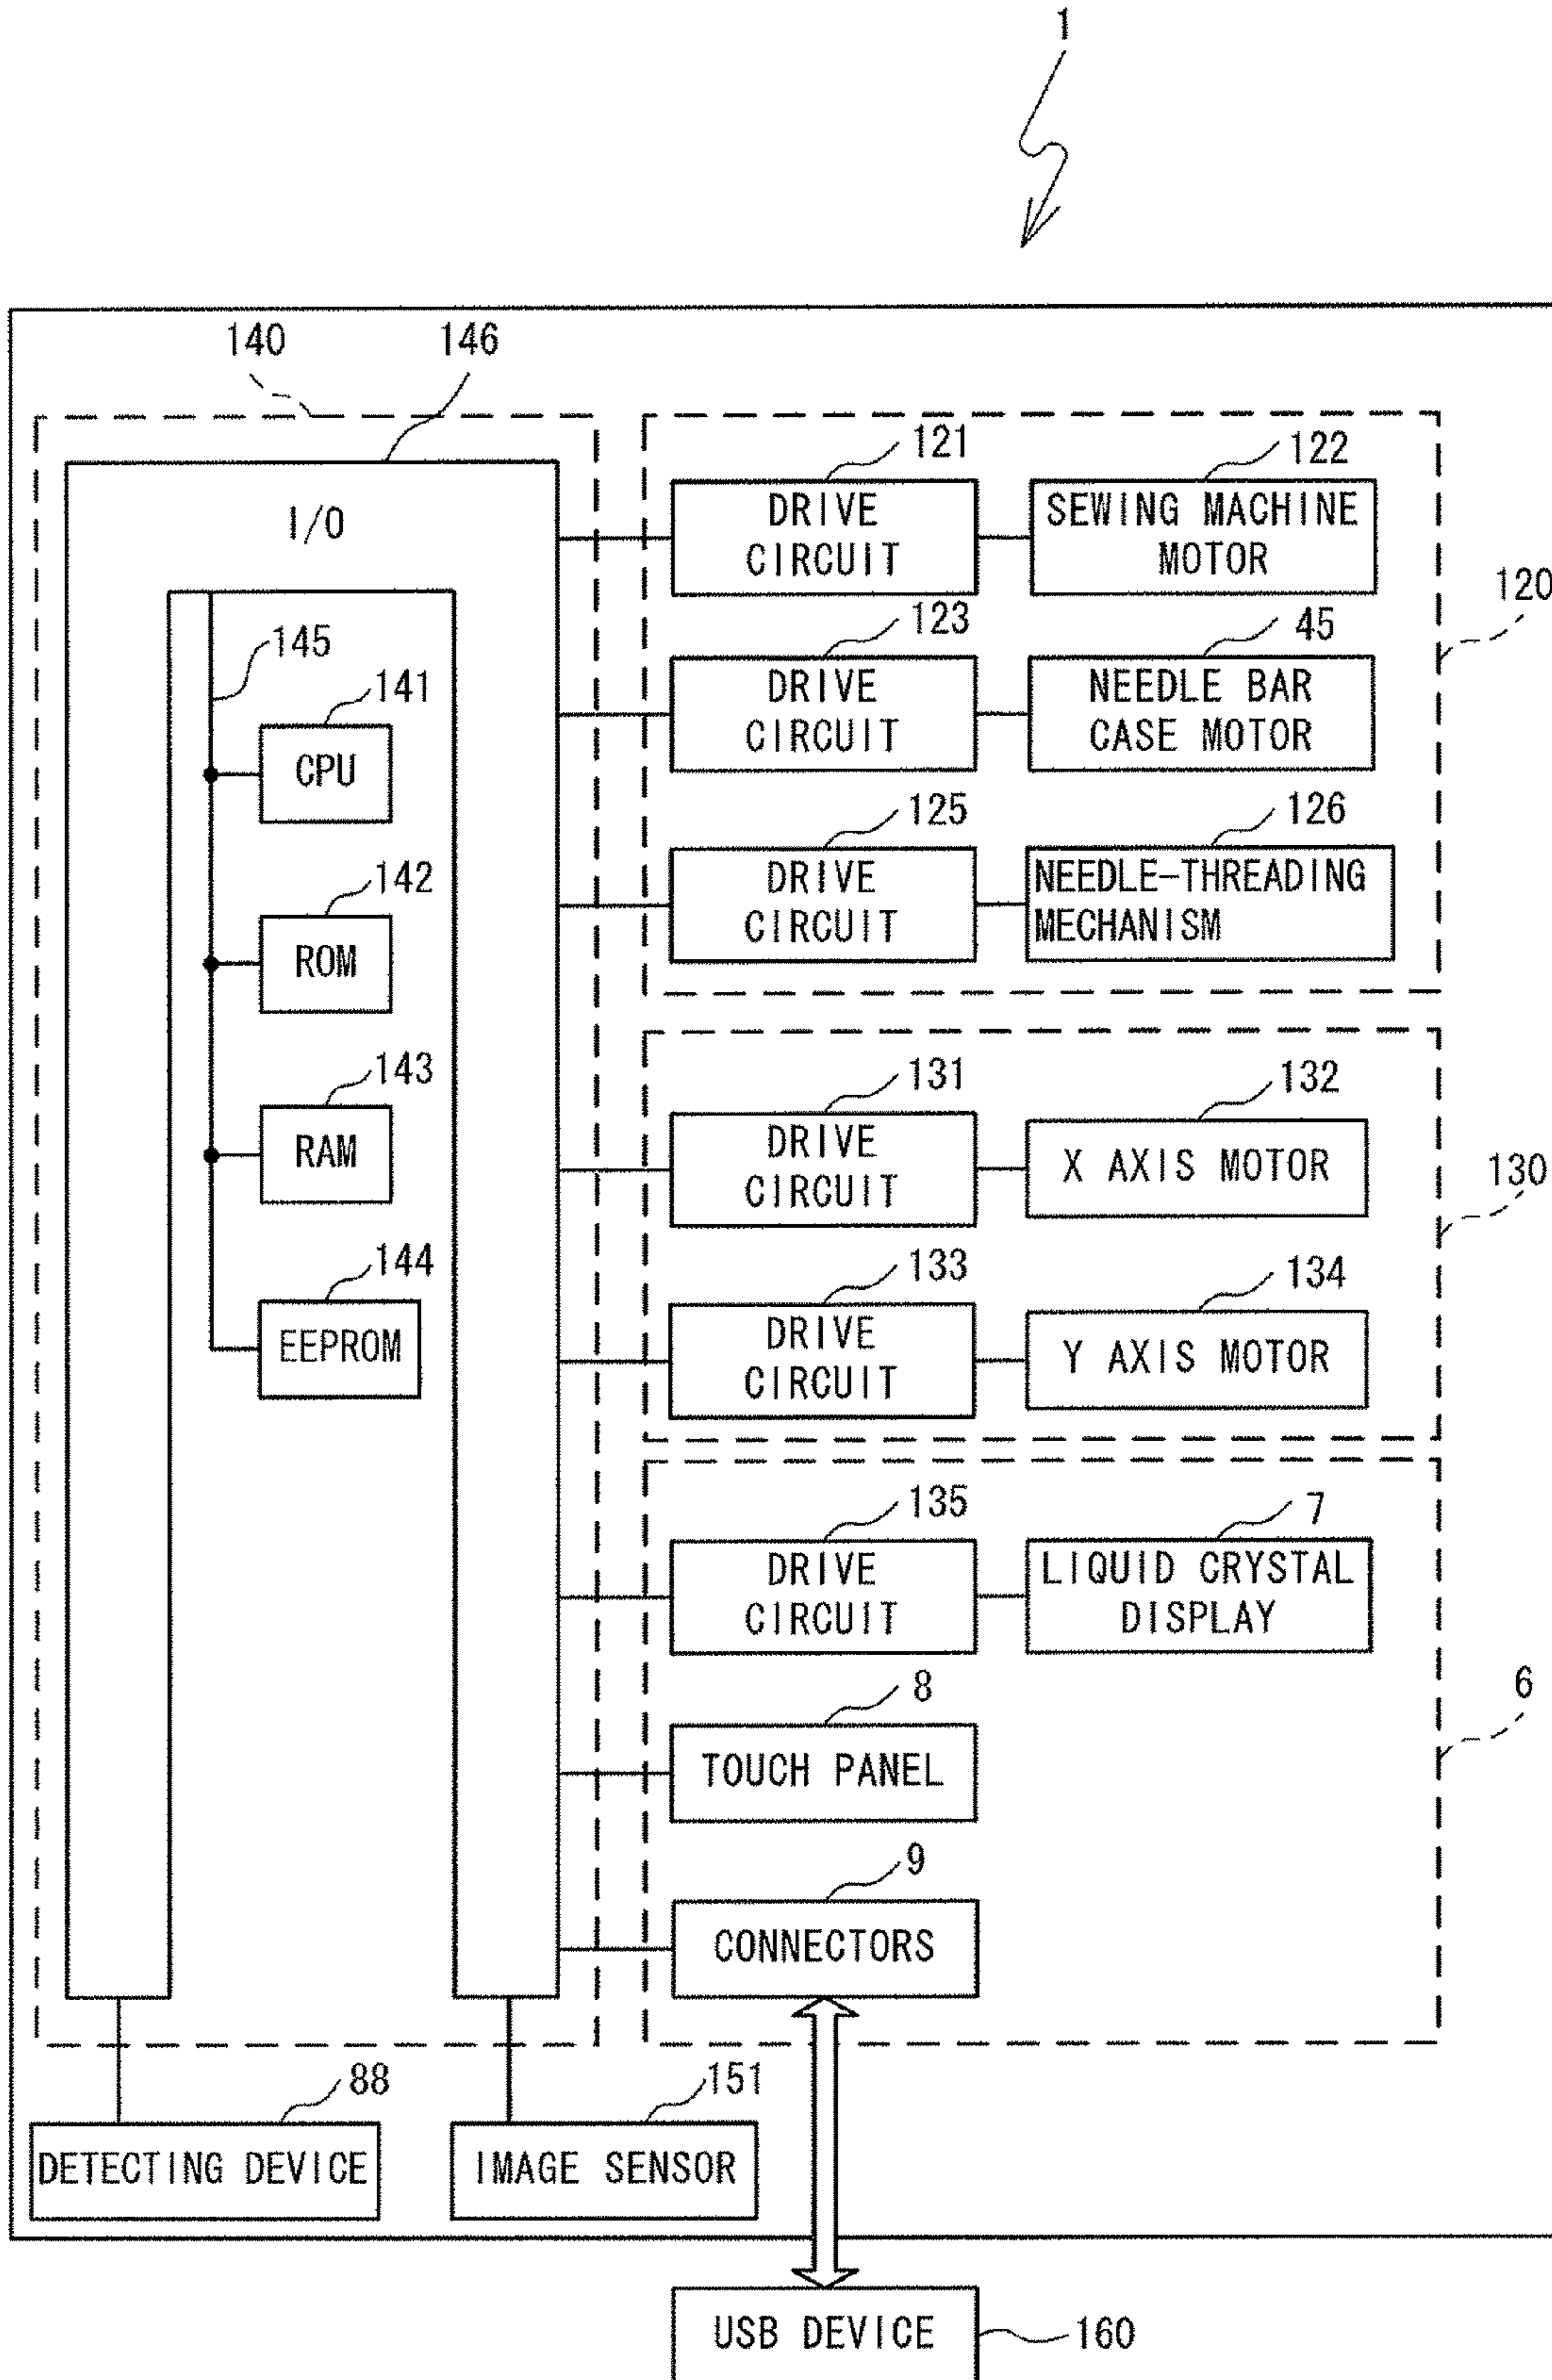 1
140
146
I/O
121
DRIVE
CIRCUIT
122
SEWING MACHINE
MOTOR
120
145
123
DRIVE
CIRCUIT
45
NEEDLE BAR
CASE MOTOR
141
CPU
125
DRIVE
CIRCUIT
126
NEEDLE-THREADING
MECHANISM
142
ROM
143
RAM
131
DRIVE
CIRCUIT
132
X AXIS MOTOR
130
144
EEPROM
133
DRIVE
CIRCUIT
134
Y AXIS MOTOR
135
DRIVE
CIRCUIT
7
LIQUID CRYSTAL
DISPLAY
6
8
TOUCH PANEL
9
CONNECTORS
88
DETECTING DEVICE
151
IMAGE SENSOR
USB DEVICE
160